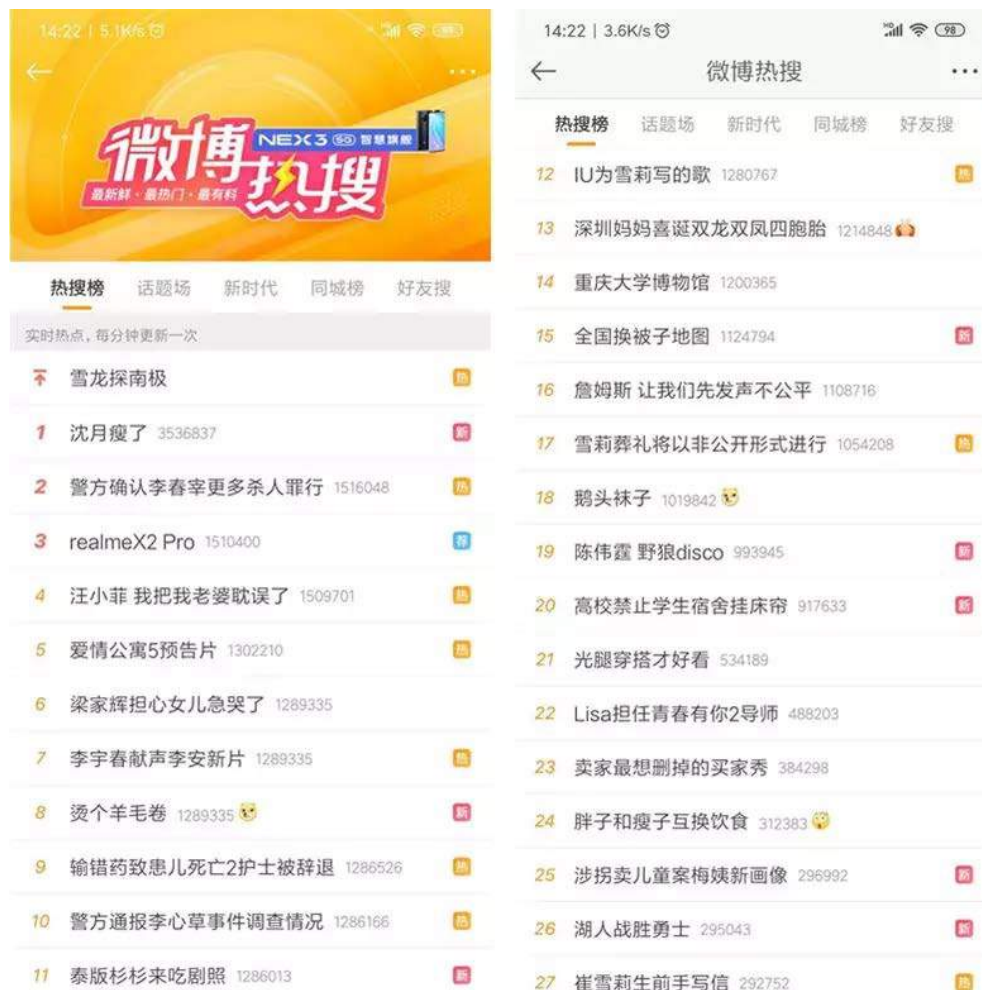 14:22 | 5.1K/s
微博热搜
NEX 3 5G 智慧旗舰
最新鲜·最热门·最有料
热搜榜 话题场 新时代 同城榜 好友搜
实时热点，每分钟更新一次
雪龙探南极 热
1 沈月瘦了 3536837 新
2 警方确认李春宰更多杀人罪行 1516048 热
3 realmeX2 Pro 1510400 荐
4 汪小菲 我把我老婆耽误了 1509701 热
5 爱情公寓5预告片 1302210 热
6 梁家辉担心女儿急哭了 1289335
7 李宇春献声李安新片 1289335 热
8 烫个羊毛卷 1289335 新
9 输错药致患儿死亡2护士被辞退 1286526 热
10 警方通报李心草事件调查情况 1286166 热
11 泰版杉杉来吃剧照 1286013 新
14:22 | 3.6K/s 98
微博热搜
热搜榜 话题场 新时代 同城榜 好友搜
12 IU为雪莉写的歌 1280767 热
13 深圳妈妈喜诞双龙双凤四胞胎 1214848
14 重庆大学博物馆 1200365
15 全国换被子地图 1124794 新
16 詹姆斯 让我们先发声不公平 1108716
17 雪莉葬礼将以非公开形式进行 1054208 热
18 鹅头袜子 1019842
19 陈伟霆 野狼disco 993945 新
20 高校禁止学生宿舍挂床帘 917633 新
21 光腿穿搭才好看 534189
22 Lisa担任青春有你2导师 488203
23 卖家最想删掉的买家秀 384298
24 胖子和瘦子互换饮食 312383
25 涉拐卖儿童案梅姨新画像 296992 新
26 湖人战胜勇士 295043 新
27 崔雪莉生前手写信 292752 热